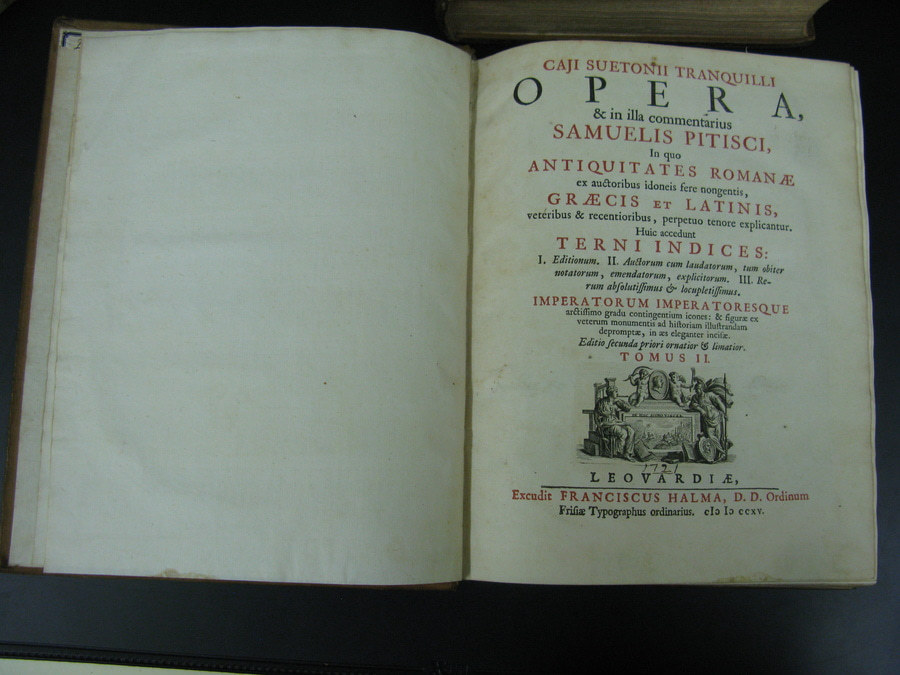 CAJI SUETONII TRANQUILLI
OPERA,
& in illa commentarius
SAMUELIS PITISCI,
In quo
ANTIQUITATES ROMANÆ
ex auctoribus idoneis fere nongentis,
GRÆCIS ET LATINIS,
veteribus & recentioribus, perpetuo tenore explicantur.
Huic accedunt
TERNI INDICES:
I. Editionum. II. Auctorum cum laudatorum, tum obiter
notatorum, emendatorum, explicitorum. III. Re-
rum absolutissimus & locupletissimus.
IMPERATORUM IMPERATORESQUE
arctissimo gradu contingentium icones: & figuræ ex
veterum monumentis ad historiam illustrandam
depromptæ, in æs eleganter incisæ.
Editio secunda priori ornatior & limatior.
TOMUS II.
1721
LEOVARDIÆ,
Excudit FRANCISCUS HALMA, D. D. Ordinum
Frisiæ Typographus ordinarius. cIↄ Iↄ ccxv.